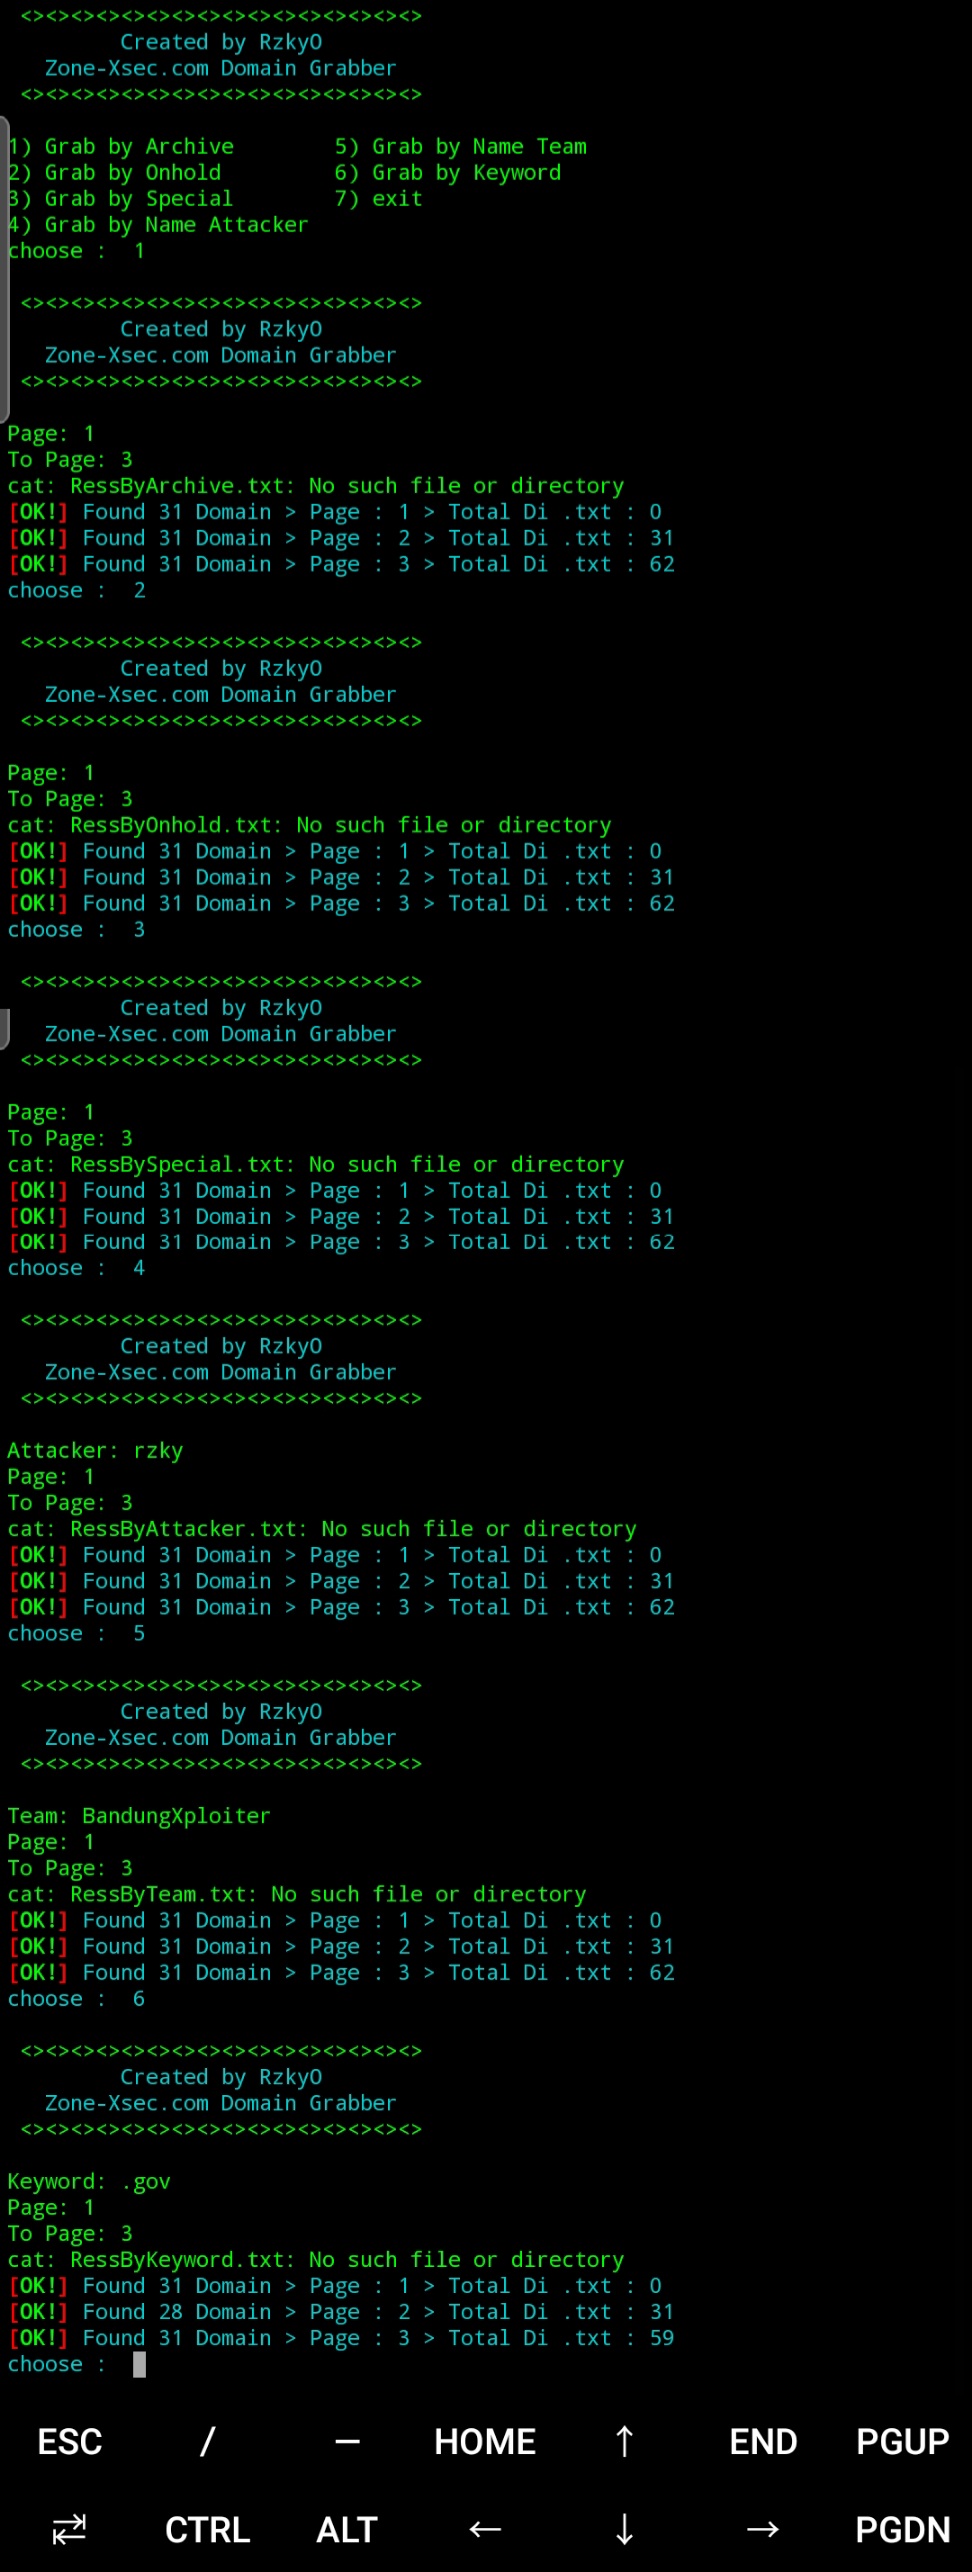 <><><><><><><><><><><><><><><><>
Created by RzkyO
Zone-Xsec.com Domain Grabber
<><><><><><><><><><><><><><><><>
1) Grab by Archive 5) Grab by Name Team
2) Grab by Onhold 6) Grab by Keyword
3) Grab by Special 7) exit
4) Grab by Name Attacker
choose : 1
<><><><><><><><><><><><><><><><>
Created by RzkyO
Zone-Xsec.com Domain Grabber
<><><><><><><><><><><><><><><><>
Page: 1
To Page: 3
cat: RessByArchive.txt: No such file or directory
[OK!] Found 31 Domain > Page : 1 > Total Di .txt : 0
[OK!] Found 31 Domain > Page : 2 > Total Di .txt : 31
[OK!] Found 31 Domain > Page : 3 > Total Di .txt : 62
choose : 2
<><><><><><><><><><><><><><><><>
Created by RzkyO
Zone-Xsec.com Domain Grabber
<><><><><><><><><><><><><><><><>
Page: 1
To Page: 3
cat: RessByOnhold.txt: No such file or directory
[OK!] Found 31 Domain > Page : 1 > Total Di .txt : 0
[OK!] Found 31 Domain > Page : 2 > Total Di .txt : 31
[OK!] Found 31 Domain > Page : 3 > Total Di .txt : 62
choose : 3
<><><><><><><><><><><><><><><><>
Created by RzkyO
Zone-Xsec.com Domain Grabber
<><><><><><><><><><><><><><><><>
Page: 1
To Page: 3
cat: RessBySpecial.txt: No such file or directory
[OK!] Found 31 Domain > Page : 1 > Total Di .txt : 0
[OK!] Found 31 Domain > Page : 2 > Total Di .txt : 31
[OK!] Found 31 Domain > Page : 3 > Total Di .txt : 62
choose : 4
<><><><><><><><><><><><><><><><>
Created by RzkyO
Zone-Xsec.com Domain Grabber
<><><><><><><><><><><><><><><><>
Attacker: rzky
Page: 1
To Page: 3
cat: RessByAttacker.txt: No such file or directory
[OK!] Found 31 Domain > Page : 1 > Total Di .txt : 0
[OK!] Found 31 Domain > Page : 2 > Total Di .txt : 31
[OK!] Found 31 Domain > Page : 3 > Total Di .txt : 62
choose : 5
<><><><><><><><><><><><><><><><>
Created by RzkyO
Zone-Xsec.com Domain Grabber
<><><><><><><><><><><><><><><><>
Team: BandungXploiter
Page: 1
To Page: 3
cat: RessByTeam.txt: No such file or directory
[OK!] Found 31 Domain > Page : 1 > Total Di .txt : 0
[OK!] Found 31 Domain > Page : 2 > Total Di .txt : 31
[OK!] Found 31 Domain > Page : 3 > Total Di .txt : 62
choose : 6
<><><><><><><><><><><><><><><><>
Created by RzkyO
Zone-Xsec.com Domain Grabber
<><><><><><><><><><><><><><><><>
Keyword: .gov
Page: 1
To Page: 3
cat: RessByKeyword.txt: No such file or directory
[OK!] Found 31 Domain > Page : 1 > Total Di .txt : 0
[OK!] Found 28 Domain > Page : 2 > Total Di .txt : 31
[OK!] Found 31 Domain > Page : 3 > Total Di .txt : 59
choose :
ESC / — HOME ↑ END PGUP
⇄ CTRL ALT ← ↓ → PGDN